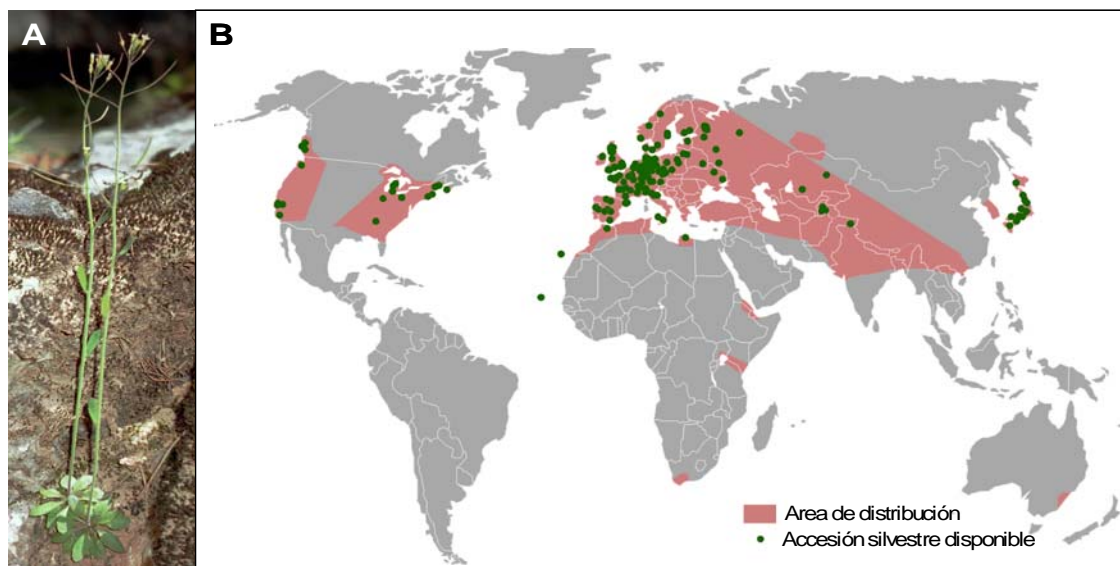 A
B
Area de distribución
Accesión silvestre disponible